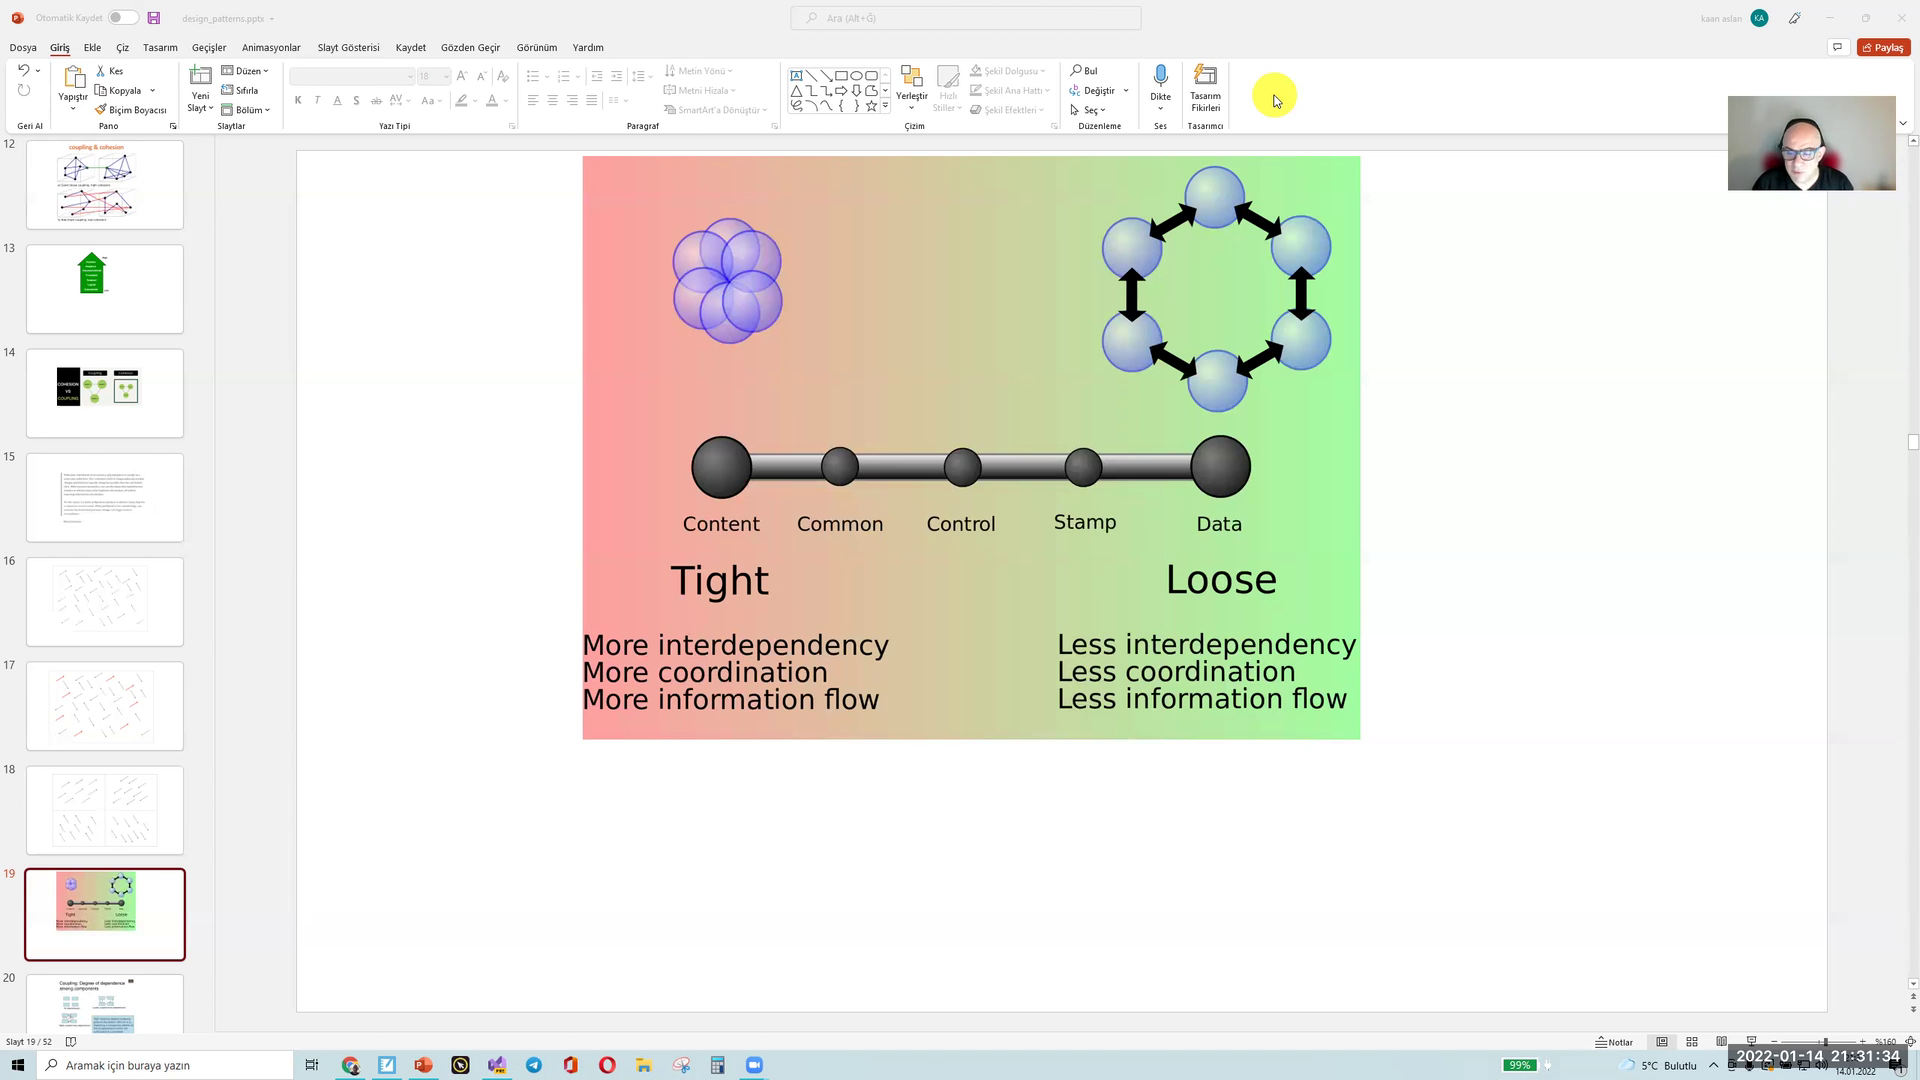 Otomatik Kaydet
design_patterns.pptx
Ara (Alt+Ğ)
kaan aslan
KA
Dosya Giriş Ekle Çiz Tasarım Geçişler Animasyonlar Slayt Gösterisi Kaydet Gözden Geçir Görünüm Yardım
Paylaş
Yapıştır
Kes
Kopyala
Biçim Boyacısı
Yeni
Slayt
Düzen
Sıfırla
Bölüm
18
K T A S ab AV Aa A
Metin Yönü
Metni Hizala
SmartArt'a Dönüştür
Yerleştir
Hızlı
Stiller
Şekil Dolgusu
Şekil Ana Hattı
Şekil Efektleri
Bul
Değiştir
Seç
Dikte
Tasarım
Fikirleri
Geri Al Pano Slaytlar Yazı Tipi Paragraf Çizim Düzenleme Ses Tasarımcı
12
coupling & cohesion
13
14
COHESION
VS
COUPLING
15
16
17
18
19
Tight Loose
20
Coupling: Degree of dependence
among components
Content Common Control Stamp Data
Tight Loose
More interdependency
More coordination
More information flow
Less interdependency
Less coordination
Less information flow
Slayt 19 / 52
Notlar
%160
Aramak için buraya yazın
99%
5°C Bulutlu
2022-01-14 21:31:34
14.01.2022